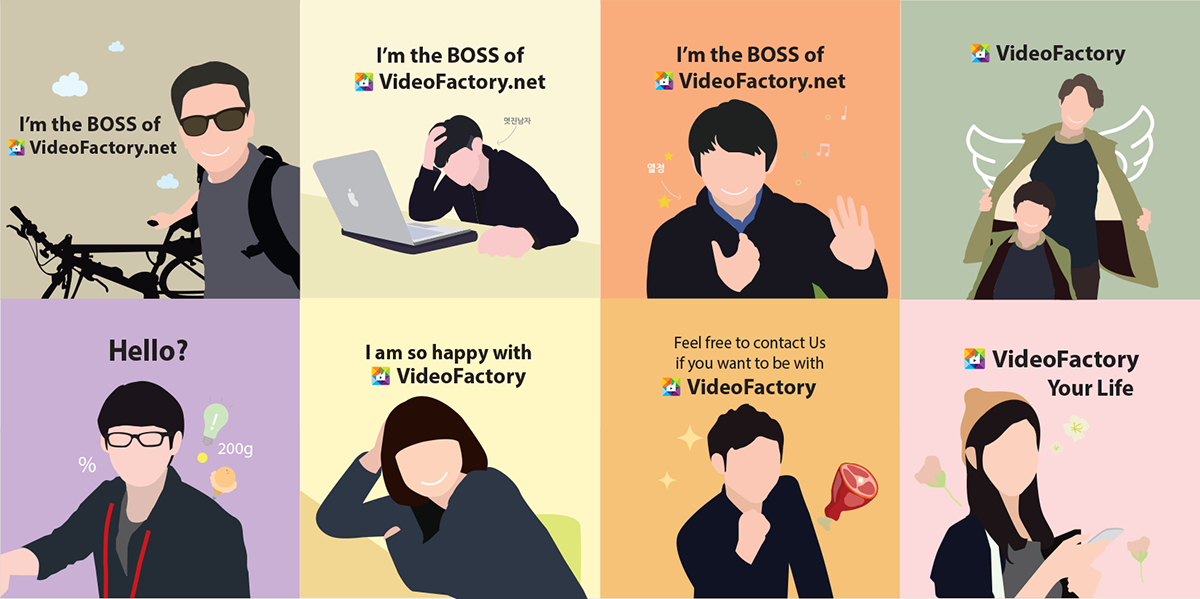 I'm the BOSS of
VideoFactory.net
I'm the BOSS of
VideoFactory.net
멋진남자
I'm the BOSS of
VideoFactory.net
열정
VideoFactory
Hello?
!
200g
%
I am so happy with
VideoFactory
Feel free to contact Us
if you want to be with
VideoFactory
VideoFactory
Your Life